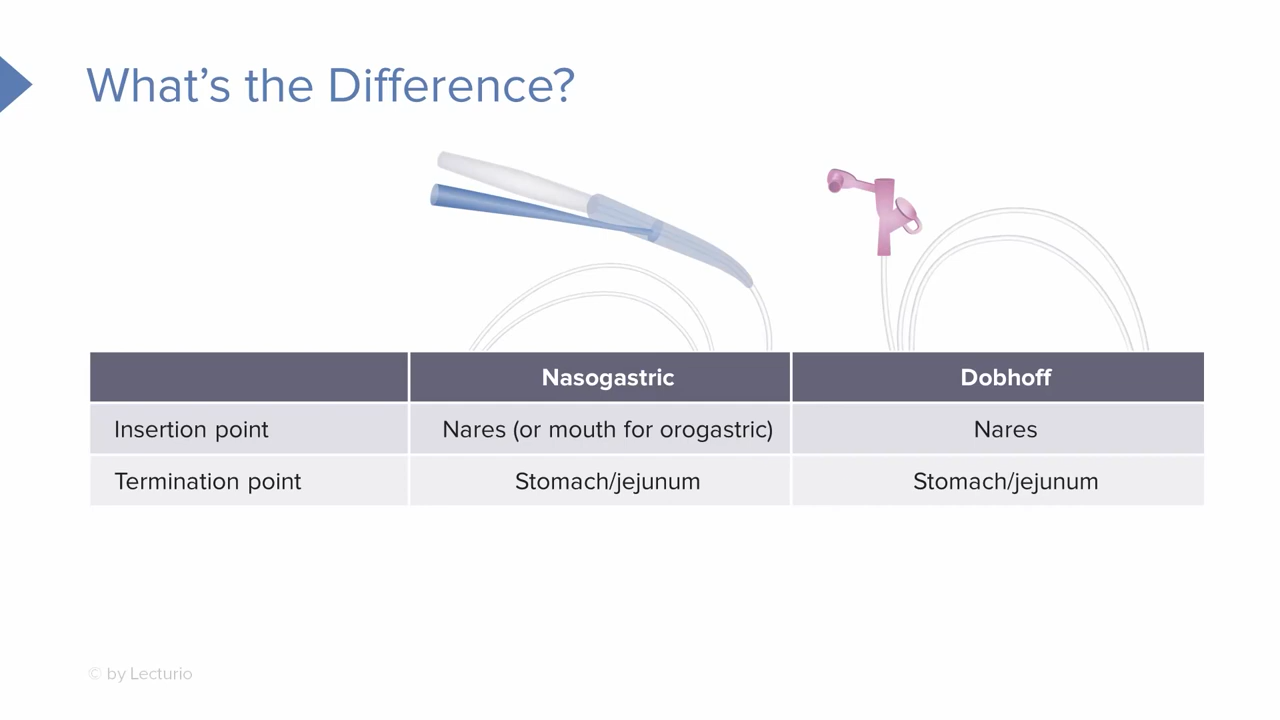 What’s the Difference?
Nasogastric Dobhoff
Insertion point Nares (or mouth for orogastric) Nares
Termination point Stomach/jejunum Stomach/jejunum
© by Lecturio